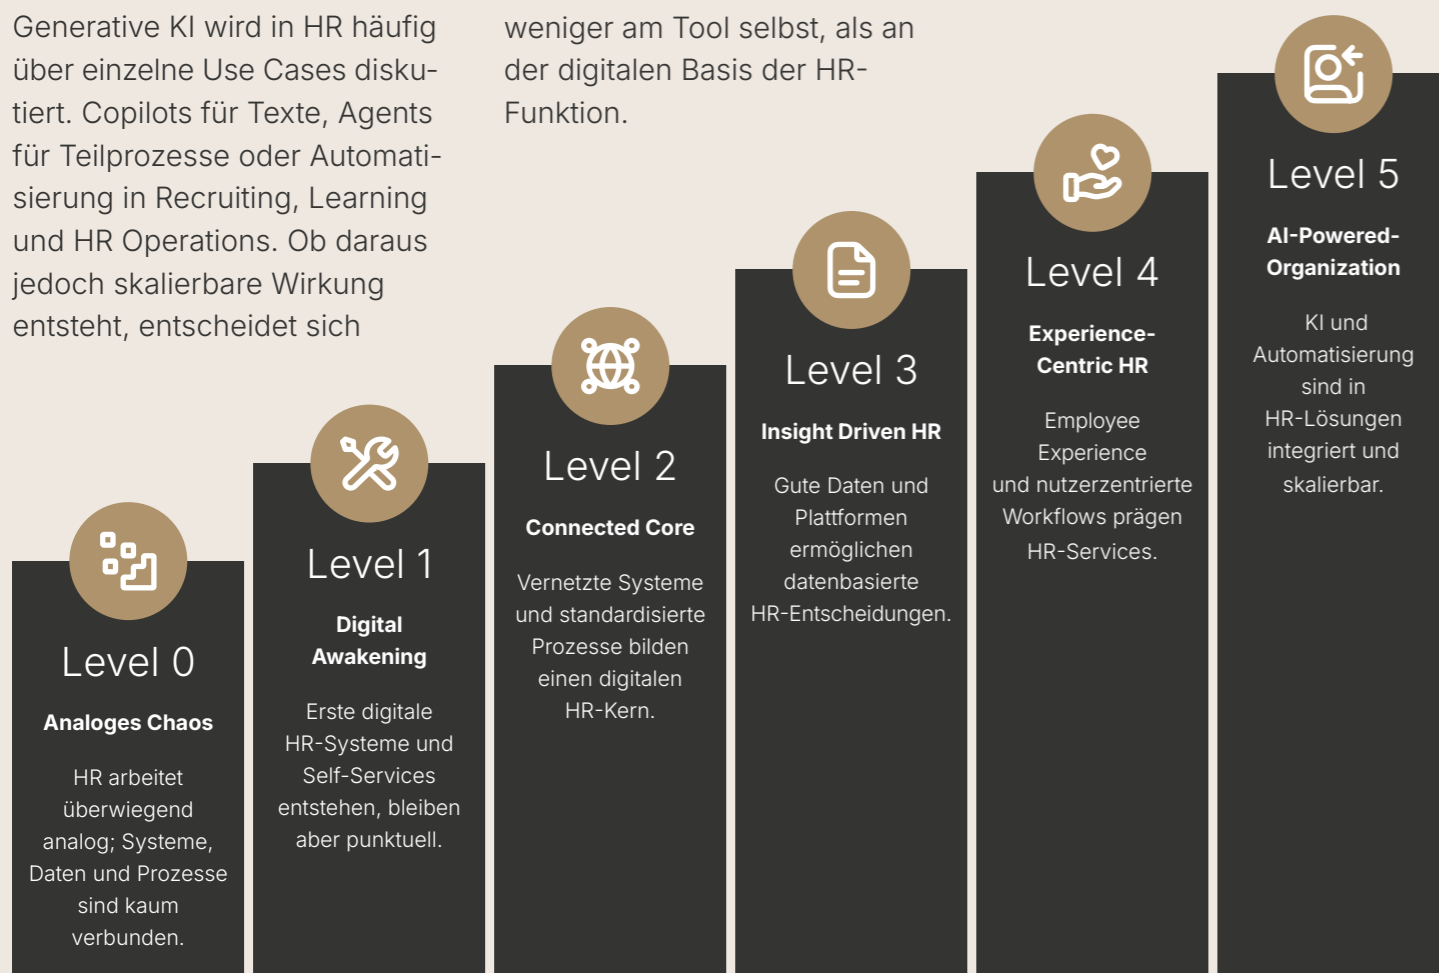 Generative KI wird in HR häufig
über einzelne Use Cases disku-
tiert. Copilots für Texte, Agents
für Teilprozesse oder Automati-
sierung in Recruiting, Learning
und HR Operations. Ob daraus
jedoch skalierbare Wirkung
entsteht, entscheidet sich
weniger am Tool selbst, als an
der digitalen Basis der HR-
Funktion.
Level 0
Analoges Chaos
HR arbeitet
überwiegend
analog; Systeme,
Daten und Prozesse
sind kaum
verbunden.
Level 1
Digital
Awakening
Erste digitale
HR-Systeme und
Self-Services
entstehen, bleiben
aber punktuell.
Level 2
Connected Core
Vernetzte Systeme
und standardisierte
Prozesse bilden
einen digitalen
HR-Kern.
Level 3
Insight Driven HR
Gute Daten und
Plattformen
ermöglichen
datenbasierte
HR-Entscheidungen.
Level 4
Experience-
Centric HR
Employee
Experience
und nutzerzentrierte
Workflows prägen
HR-Services.
Level 5
AI-Powered-
Organization
KI und
Automatisierung
sind in
HR-Lösungen
integriert und
skalierbar.